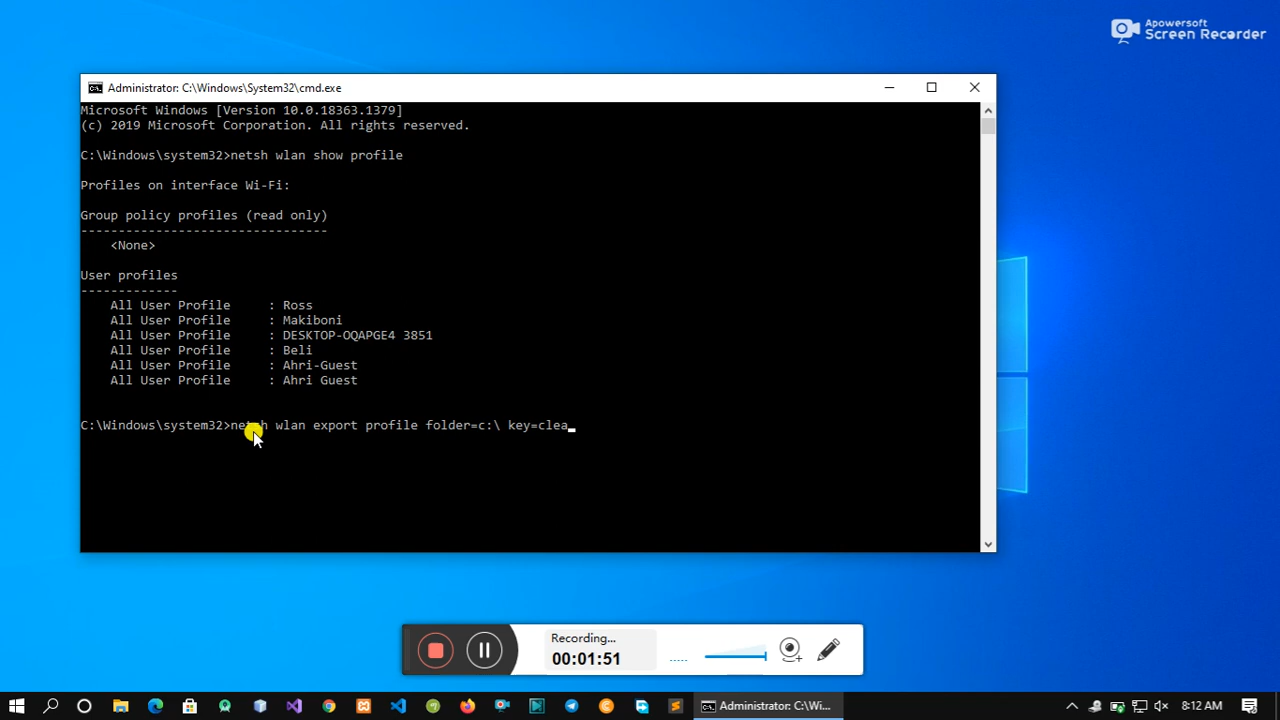 Apowersoft
Screen Recorder
Administrator: C:\Windows\System32\cmd.exe
Microsoft Windows [Version 10.0.18363.1379]
(c) 2019 Microsoft Corporation. All rights reserved.
C:\Windows\system32>netsh wlan show profile
Profiles on interface Wi-Fi:
Group policy profiles (read only)
---------------------------------
<None>
User profiles
-------------
All User Profile     : Ross
All User Profile     : Makiboni
All User Profile     : DESKTOP-OQAPGE4 3851
All User Profile     : Beli
All User Profile     : Ahri-Guest
All User Profile     : Ahri Guest
C:\Windows\system32>netsh wlan export profile folder=c:\ key=clea_
Recording...
00:01:51
Administrator: C:\Wi...
8:12 AM